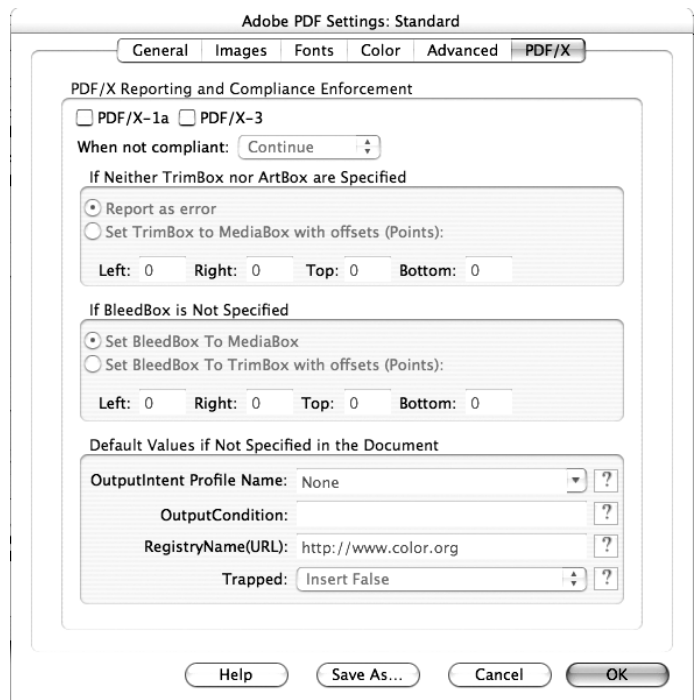 Adobe PDF Settings: Standard
General Images Fonts Color Advanced PDF/X
PDF/X Reporting and Compliance Enforcement
PDF/X-1a PDF/X-3
When not compliant: Continue
If Neither TrimBox nor ArtBox are Specified
Report as error
Set TrimBox to MediaBox with offsets (Points):
Left: 0 Right: 0 Top: 0 Bottom: 0
If BleedBox is Not Specified
Set BleedBox To MediaBox
Set BleedBox To TrimBox with offsets (Points):
Left: 0 Right: 0 Top: 0 Bottom: 0
Default Values if Not Specified in the Document
OutputIntent Profile Name: None ?
OutputCondition: ?
RegistryName(URL): http://www.color.org ?
Trapped: Insert False ?
Help Save As... Cancel OK